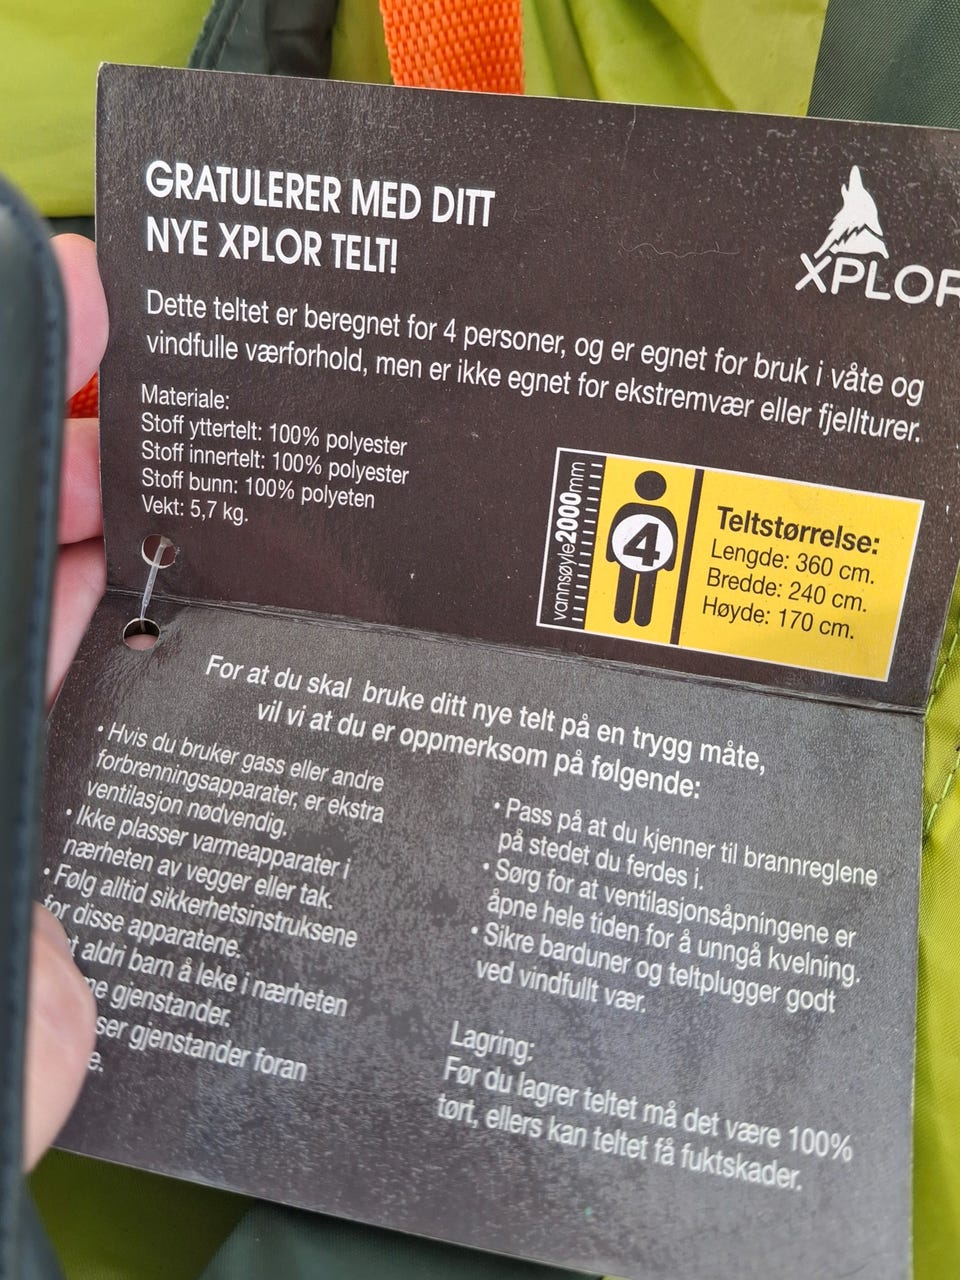 GRATULERER MED DITT
NYE XPLOR TELT!
XPLOR
Dette teltet er beregnet for 4 personer, og er egnet for bruk i våte og
vindfulle værforhold, men er ikke egnet for ekstremvær eller fjellturer.
Materiale:
Stoff yttertelt: 100% polyester
Stoff innertelt: 100% polyester
Stoff bunn: 100% polyeten
Vekt: 5,7 kg.
vannsøyle2000mm
4
Teltstørrelse:
Lengde: 360 cm.
Bredde: 240 cm.
Høyde: 170 cm.
For at du skal bruke ditt nye telt på en trygg måte,
vil vi at du er oppmerksom på følgende:
• Hvis du bruker gass eller andre
forbrenningsapparater, er ekstra
ventilasjon nødvendig.
• Ikke plasser varmeapparater i
nærheten av vegger eller tak.
• Følg alltid sikkerhetsinstruksene
for disse apparatene.
aldri barn å leke i nærheten
gjenstander.
gjenstander foran
• Pass på at du kjenner til brannreglene
på stedet du ferdes i.
• Sørg for at ventilasjonsåpningene er
åpne hele tiden for å unngå kvelning.
• Sikre barduner og teltplugger godt
ved vindfullt vær.
Lagring:
Før du lagrer teltet må det være 100%
tørt, ellers kan teltet få fuktskader.